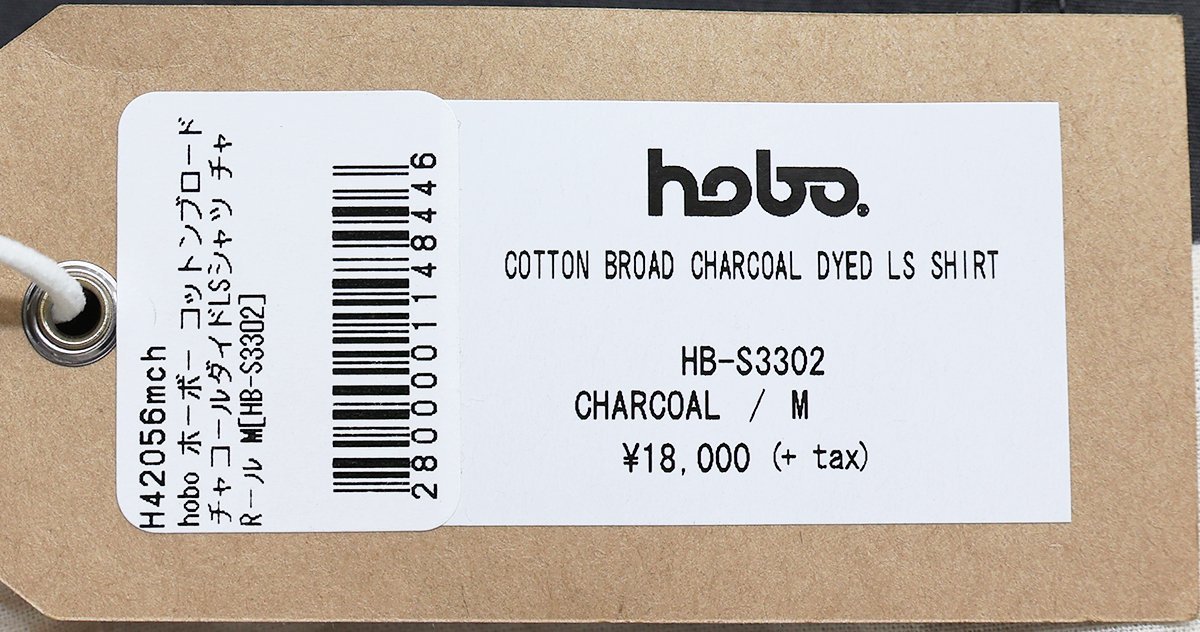 H42056mch
hobo ホーボー コットンブロード
チャコールダイドLSシャツ チャ
R-ール M[HB-S3302]
2800001148446
hobo.
COTTON BROAD CHARCOAL DYED LS SHIRT
HB-S3302
CHARCOAL / M
¥18,000 (+ tax)